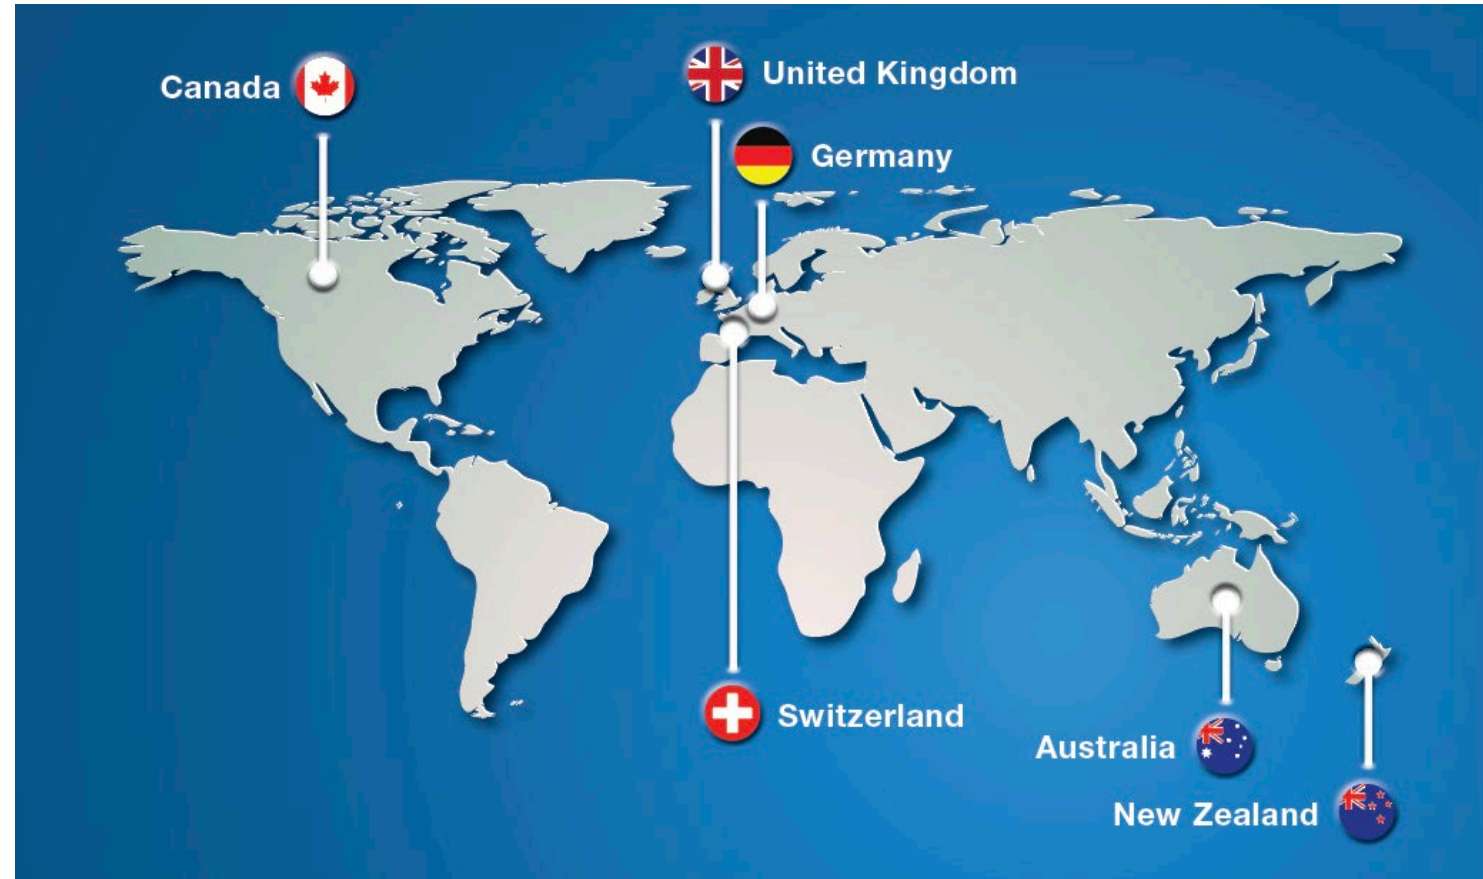 Canada
United Kingdom
Germany
Switzerland
Australia
New Zealand